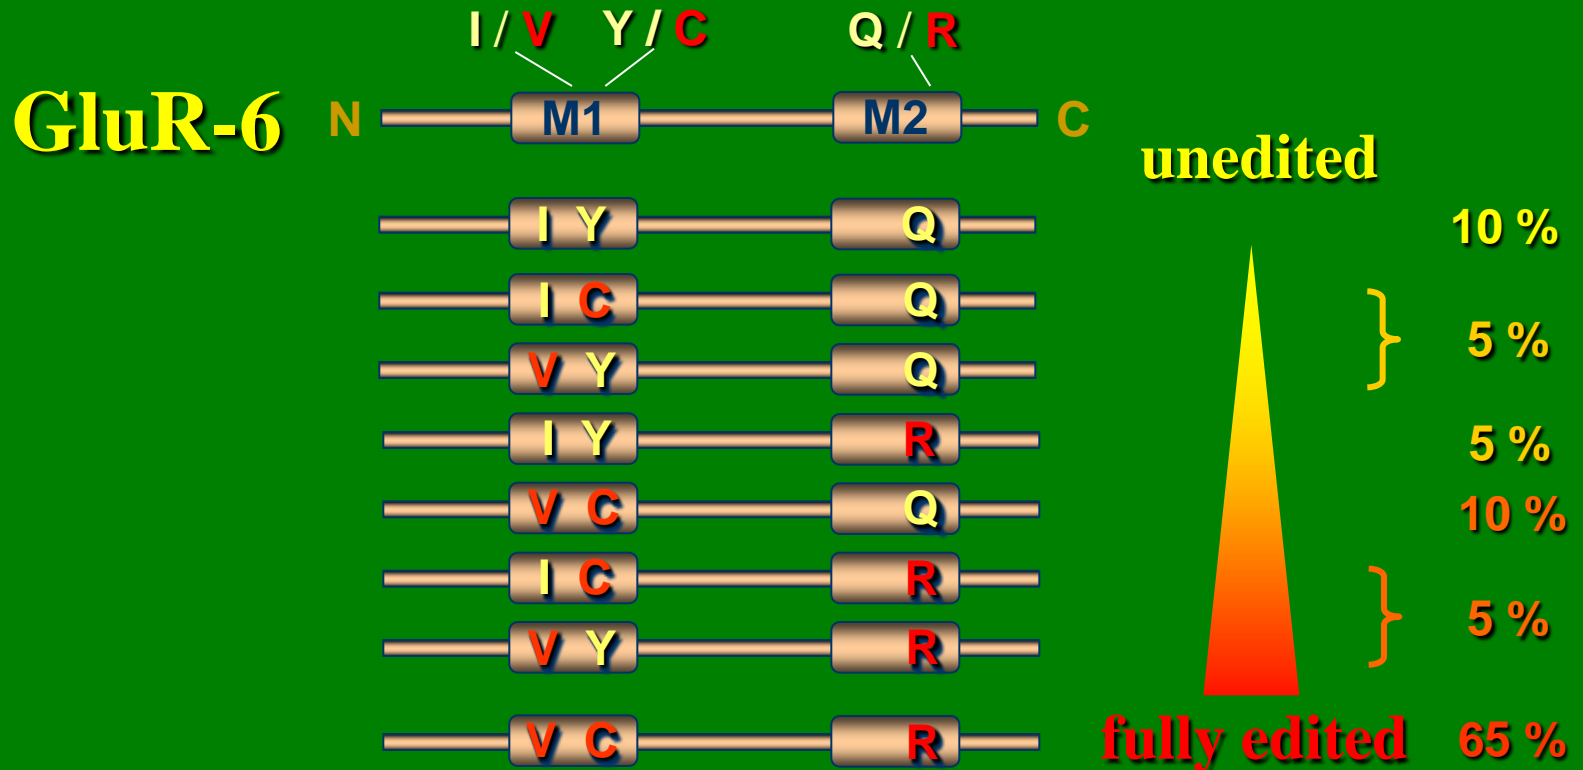 I / V Y / C Q / R
GluR-6 N M1 M2 C
unedited
I Y Q 10 %
I C Q
5 %
V Y Q
I Y R 5 %
V C Q 10 %
I C R
5 %
V Y R
V C R fully edited 65 %